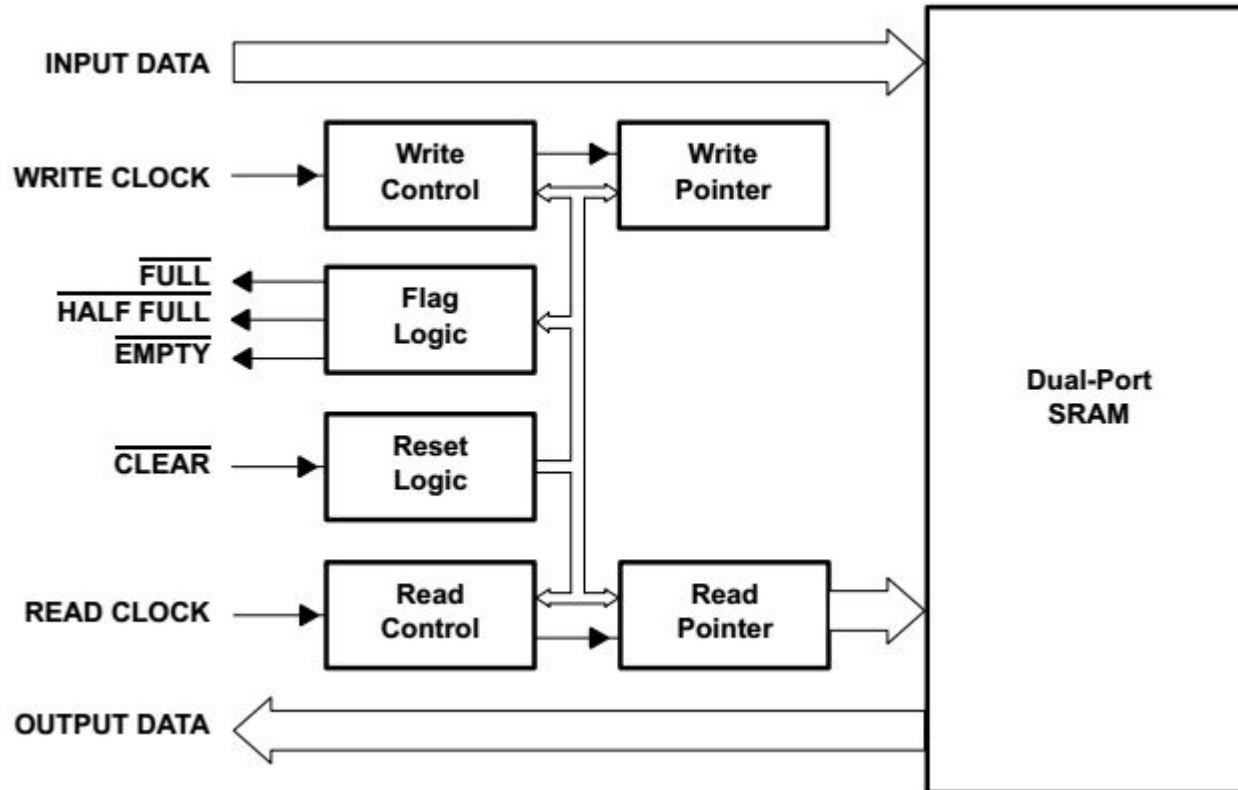 INPUT DATA
WRITE CLOCK
Write
Control
Write
Pointer
FULL
HALF FULL
EMPTY
Flag
Logic
Dual-Port
SRAM
CLEAR
Reset
Logic
READ CLOCK
Read
Control
Read
Pointer
OUTPUT DATA